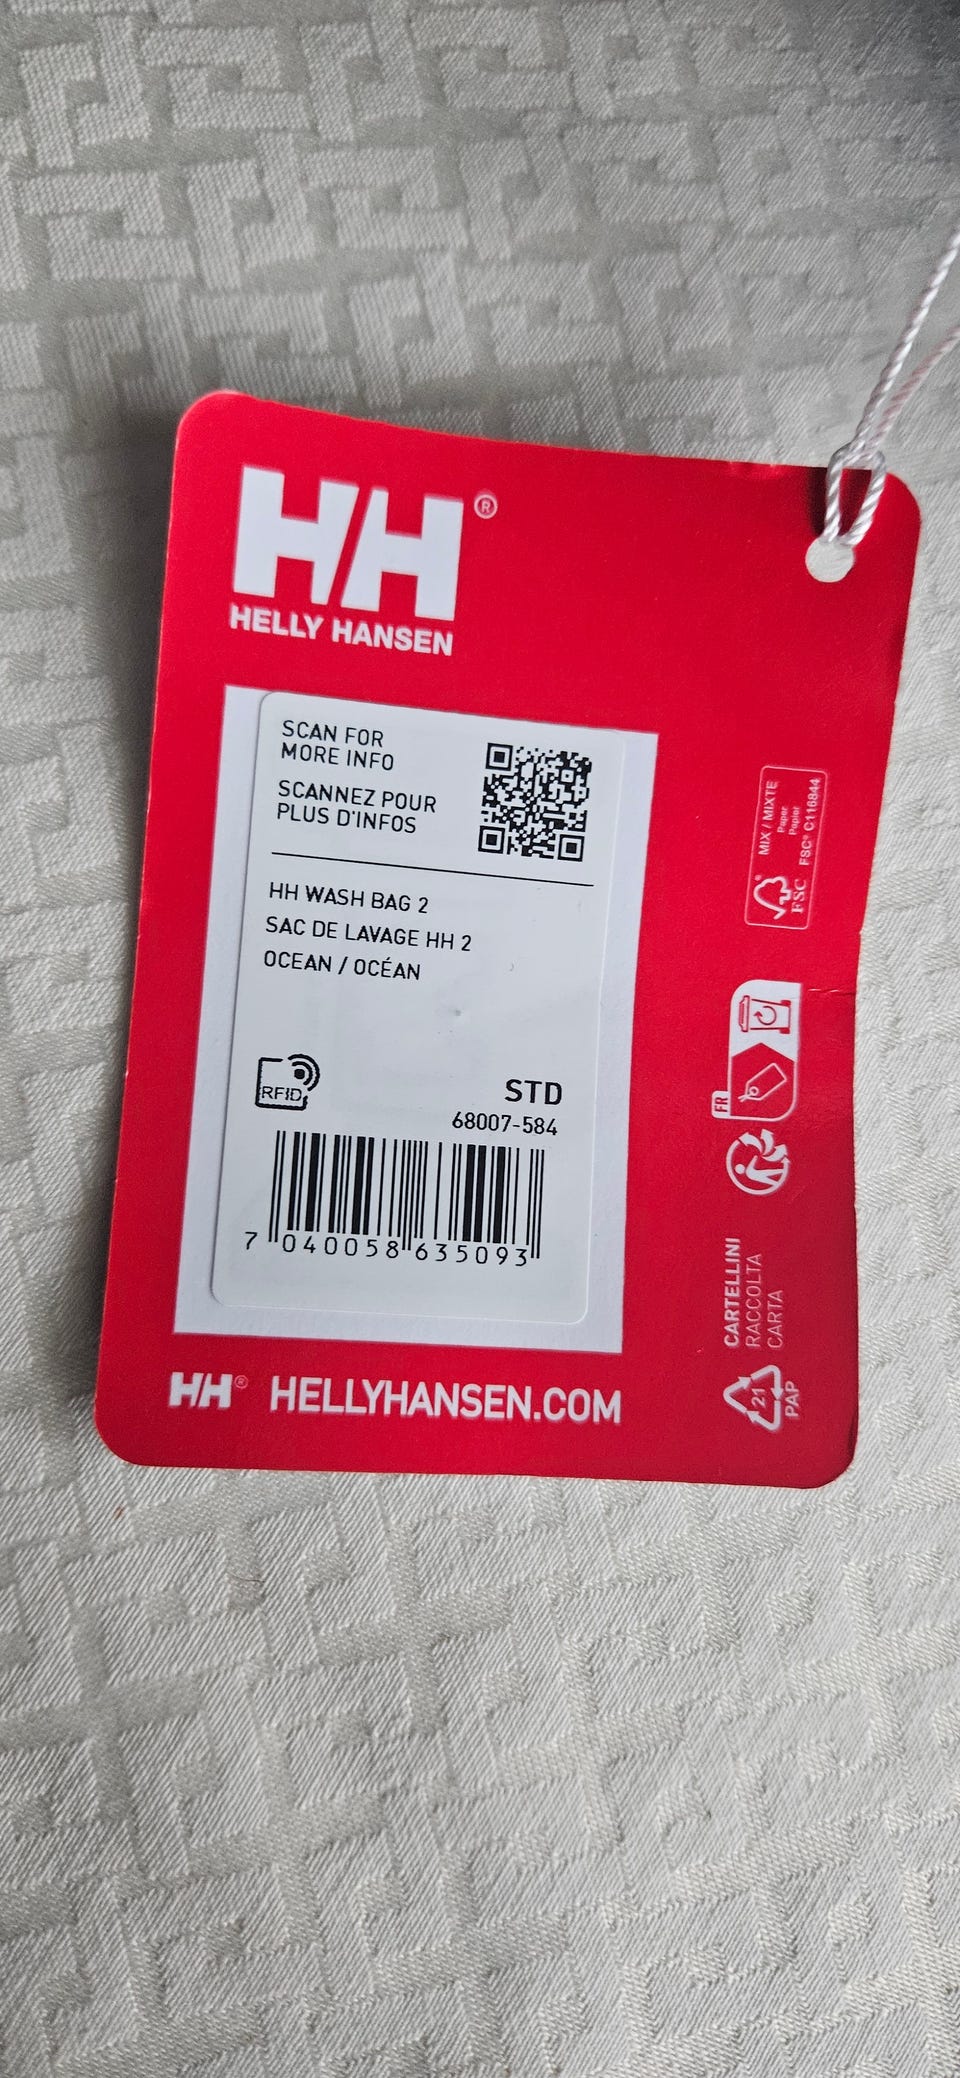 HH®
HELLY HANSEN
SCAN FOR
MORE INFO
SCANNEZ POUR
PLUS D'INFOS
HH WASH BAG 2
SAC DE LAVAGE HH 2
OCEAN / OCÉAN
RFID
STD
68007-584
7 040058 635093
HH® HELLYHANSEN.COM
MIX / MIXTE
Paper
Papier
FSC® C116844
FSC
FR
CARTELLINI
RACCOLTA
CARTA
21
PAP